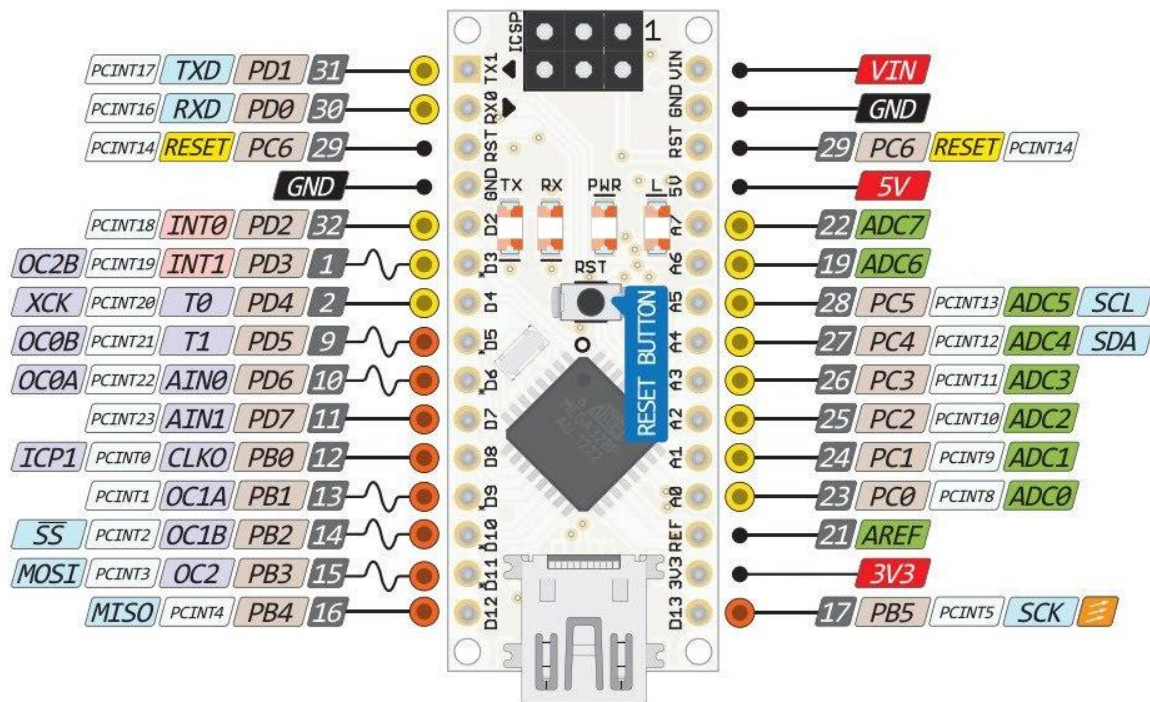 ICSP 1
PCINT17 TXD PD1 31 TX1 VIN VIN
PCINT16 RXD PD0 30 RX0 GND GND
PCINT14 RESET PC6 29 RST RST 29 PC6 RESET PCINT14
GND GND 5V 5V
TX RX PWR L
PCINT18 INT0 PD2 32 D2 A7 22 ADC7
OC2B PCINT19 INT1 PD3 1 D3 A6 19 ADC6
RST
XCK PCINT20 T0 PD4 2 D4 A5 28 PC5 PCINT13 ADC5 SCL
OC0B PCINT21 T1 PD5 9 D5 A4 27 PC4 PCINT12 ADC4 SDA
RESET BUTTON
OC0A PCINT22 AIN0 PD6 10 D6 A3 26 PC3 PCINT11 ADC3
PCINT23 AIN1 PD7 11 D7 A2 25 PC2 PCINT10 ADC2
ICP1 PCINT0 CLKO PB0 12 D8 A1 24 PC1 PCINT9 ADC1
PCINT1 OC1A PB1 13 D9 A0 23 PC0 PCINT8 ADC0
SS PCINT2 OC1B PB2 14 D10 REF 21 AREF
MOSI PCINT3 OC2 PB3 15 D11 3V3 3V3
MISO PCINT4 PB4 16 D12 D13 17 PB5 PCINT5 SCK